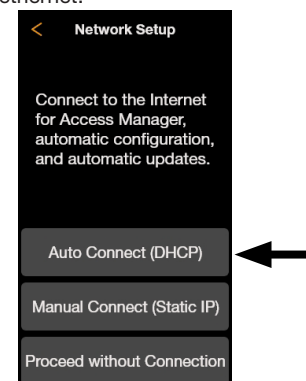 ethernet.
< Network Setup
Connect to the Internet
for Access Manager,
automatic configuration,
and automatic updates.
Auto Connect (DHCP)
Manual Connect (Static IP)
Proceed without Connection